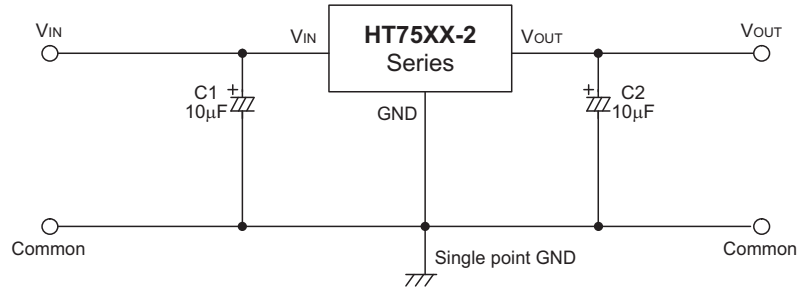 VIN
VIN
HT75XX-2
Series
VOUT
VOUT
C1
10μF
+
GND
+
C2
10μF
Common
Single point GND
Common